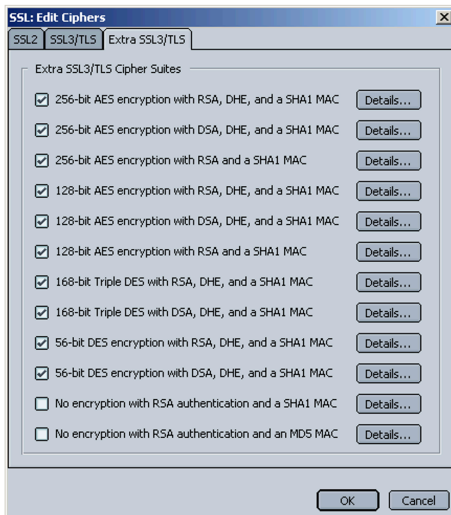 SSL: Edit Ciphers
SSL2 SSL3/TLS Extra SSL3/TLS
Extra SSL3/TLS Cipher Suites
256-bit AES encryption with RSA, DHE, and a SHA1 MAC Details...
256-bit AES encryption with DSA, DHE, and a SHA1 MAC Details...
256-bit AES encryption with RSA and a SHA1 MAC Details...
128-bit AES encryption with RSA, DHE, and a SHA1 MAC Details...
128-bit AES encryption with DSA, DHE, and a SHA1 MAC Details...
128-bit AES encryption with RSA and a SHA1 MAC Details...
168-bit Triple DES with RSA, DHE, and a SHA1 MAC Details...
168-bit Triple DES with DSA, DHE, and a SHA1 MAC Details...
56-bit DES encryption with RSA, DHE, and a SHA1 MAC Details...
56-bit DES encryption with DSA, DHE, and a SHA1 MAC Details...
No encryption with RSA authentication and a SHA1 MAC Details...
No encryption with RSA authentication and an MD5 MAC Details...
OK Cancel